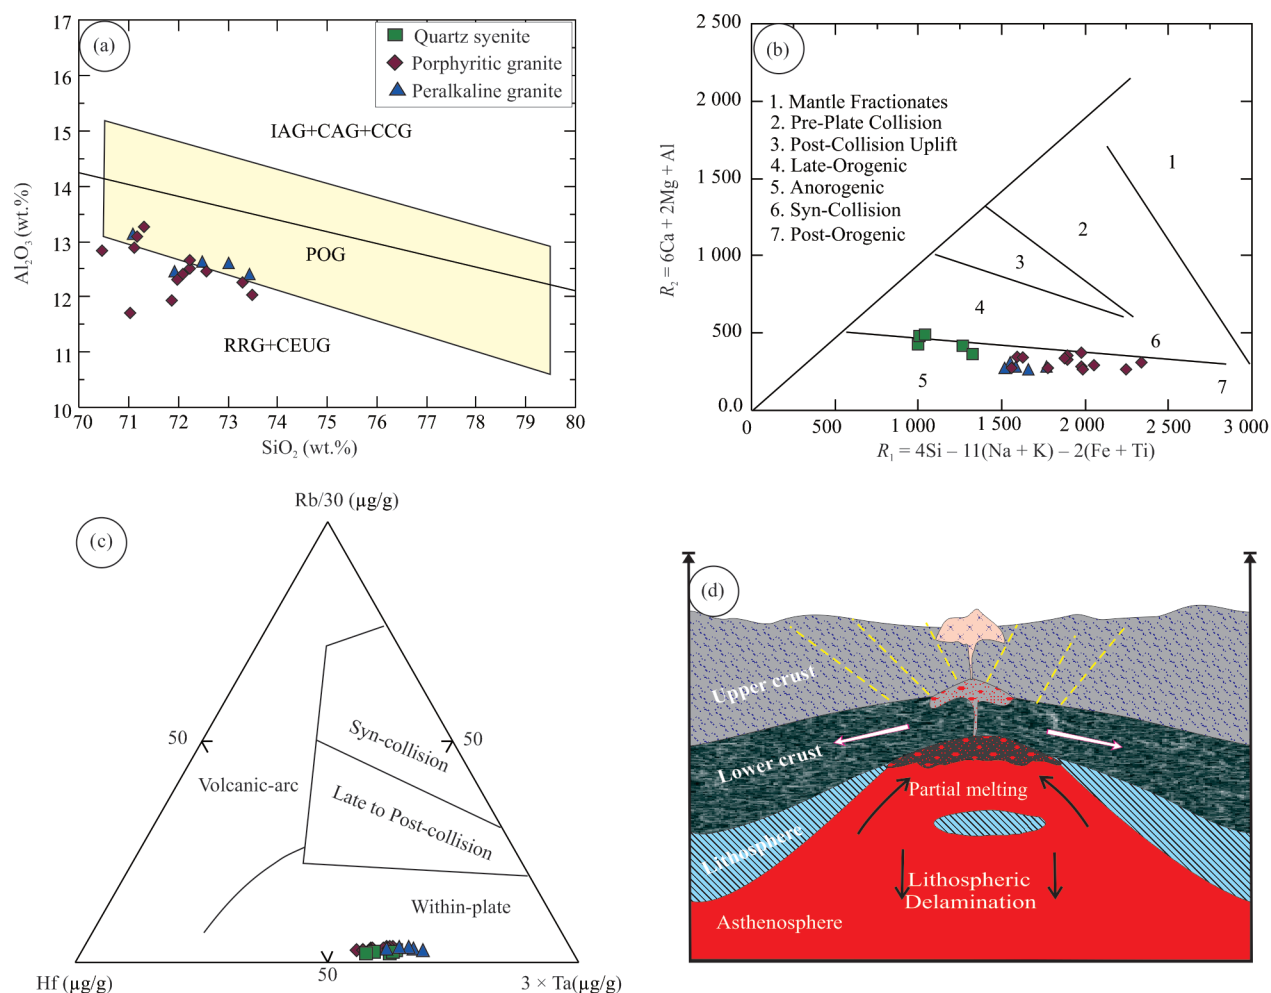 (a)
17
16
15
14
13
12
11
10
Al₂O₃ (wt.%)
Quartz syenite
Porphyritic granite
Peralkaline granite
IAG+CAG+CCG
POG
RRG+CEUG
70 71 72 73 74 75 76 77 78 79 80
SiO₂ (wt.%)
(b)
2 500
2 000
1 500
1 000
500
0.0
R₂ = 6Ca + 2Mg + Al
1. Mantle Fractionates
2. Pre-Plate Collision
3. Post-Collision Uplift
4. Late-Orogenic
5. Anorogenic
6. Syn-Collision
7. Post-Orogenic
1
2
3
4
6
5
7
0 500 1 000 1 500 2 000 2 500 3 000
R₁ = 4Si – 11(Na + K) – 2(Fe + Ti)
(c)
Rb/30 (µg/g)
50
50
Syn-collision
Volcanic-arc
Late to Post-collision
Within-plate
50
Hf (µg/g)
3 × Ta(µg/g)
(d)
Upper crust
Lower crust
Lithosphere
Partial melting
Lithospheric
Delamination
Asthenosphere